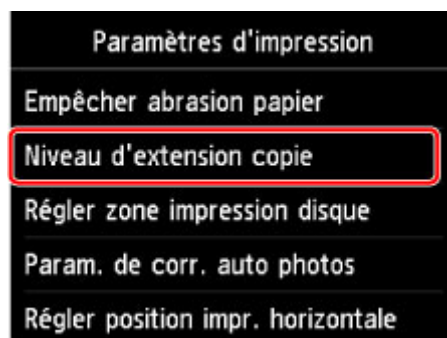 Paramètres d'impression
Empêcher abrasion papier
Niveau d'extension copie
Régler zone impression disque
Param. de corr. auto photos
Régler position impr. horizontale